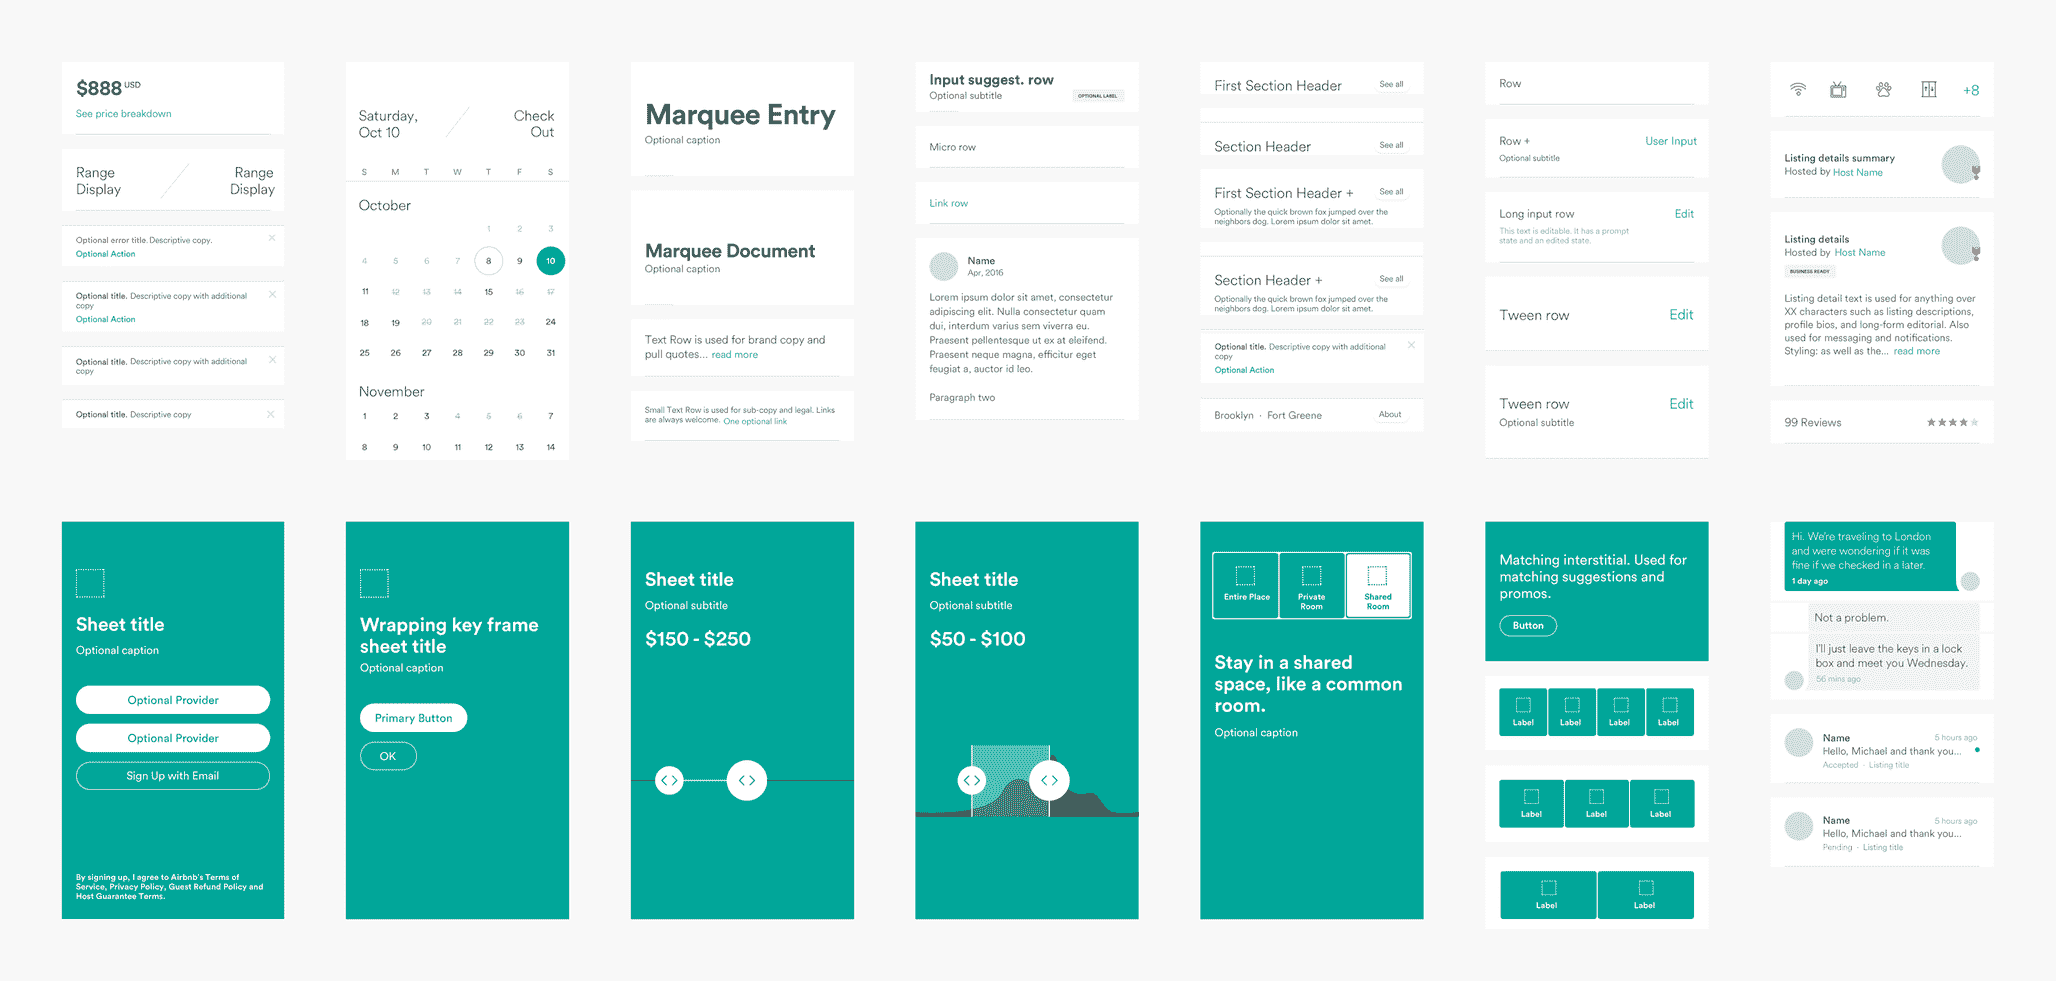 $888 USD
See price breakdown
Range Display
Range Display
Optional error title. Descriptive copy.
Optional Action
Optional title. Descriptive copy with additional
copy
Optional Action
Optional title. Descriptive copy with additional
copy
Optional title. Descriptive copy
Saturday,
Oct 10
Check
Out
S M T W T F S
October
1 2 3
4 5 6 7 8 9 10
11 12 13 14 15 16 17
18 19 20 21 22 23 24
25 26 27 28 29 30 31
November
1 2 3 4 5 6 7
8 9 10 11 12 13 14
Marquee Entry
Optional caption
Marquee Document
Optional caption
Text Row is used for brand copy and
pull quotes... read more
Small Text Row is used for sub-copy and legal. Links
are always welcome. One optional link
Input suggest. row
Optional subtitle
OPTIONAL LABEL
Micro row
Link row
Name
Apr, 2016
Lorem ipsum dolor sit amet, consectetur
adipiscing elit. Nulla consectetur quam
dui, interdum varius sem viverra eu.
Praesent pellentesque ut ex at eleifend.
Praesent neque magna, efficitur eget
feugiat a, auctor id leo.
Paragraph two
First Section Header
See all
Section Header
See all
First Section Header +
See all
Optionally the quick brown fox jumped over the
neighbors dog. Lorem ipsum dolor sit amet.
Section Header +
See all
Optionally the quick brown fox jumped over the
neighbors dog. Lorem ipsum dolor sit amet.
Optional title. Descriptive copy with additional
copy
Optional Action
Brooklyn · Fort Greene
About
Row
Row +
User Input
Optional subtitle
Long input row
Edit
This text is editable. It has a prompt
state and an edited state.
Tween row
Edit
Tween row
Edit
Optional subtitle
+8
Listing details summary
Hosted by Host Name
Listing details
Hosted by Host Name
BUSINESS READY
Listing detail text is used for anything over
XX characters such as listing descriptions,
profile bios, and long-form editorial. Also
used for messaging and notifications.
Styling: as well as the... read more
99 Reviews
Sheet title
Optional caption
Optional Provider
Optional Provider
Sign Up with Email
By signing up, I agree to Airbnb's Terms of
Service, Privacy Policy, Guest Refund Policy and
Host Guarantee Terms.
Wrapping key frame
sheet title
Optional caption
Primary Button
OK
Sheet title
Optional subtitle
$150 - $250
Sheet title
Optional subtitle
$50 - $100
Entire Place
Private
Room
Shared
Room
Stay in a shared
space, like a common
room.
Optional caption
Matching interstitial. Used for
matching suggestions and
promos.
Button
Label Label Label Label
Label Label Label
Label Label
Hi. We're traveling to London
and were wondering if it was
fine if we checked in a later.
1 day ago
Not a problem.
I'll just leave the keys in a lock
box and meet you Wednesday.
56 mins ago
Name
5 hours ago
Hello, Michael and thank you...
Accepted · Listing title
Name
5 hours ago
Hello, Michael and thank you...
Pending · Listing title